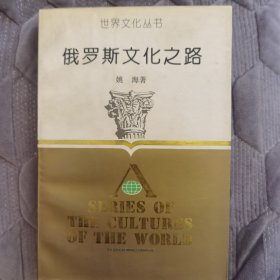 世界文化丛书
俄罗斯文化之路
姚 海著
A
SERIES OF
THE CULTURES
OF THE WORLD